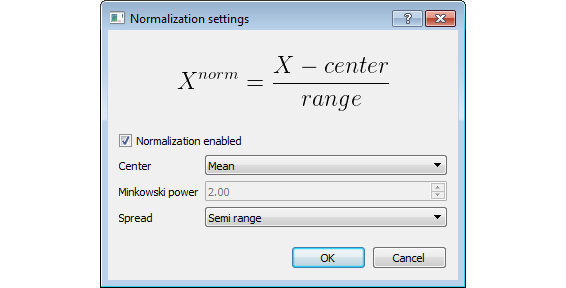 Normalization settings
X^{norm} = \frac{X - center}{range}
Normalization enabled
Center Mean
Minkowski power 2.00
Spread Semi range
OK Cancel